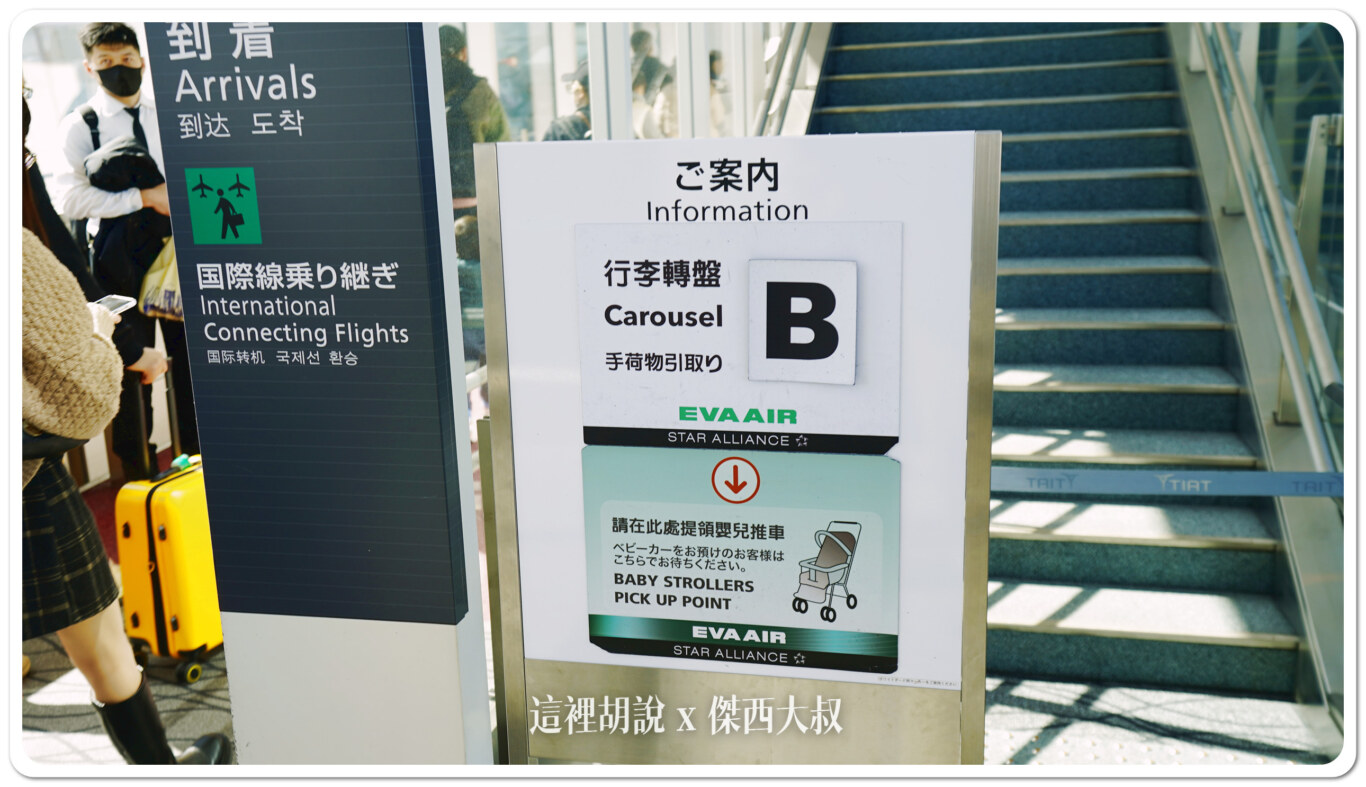 到着
Arrivals
到达 도착
国際線乗り継ぎ
International
Connecting Flights
国际转机 국제선 환승
ご案内
Information
行李轉盤
Carousel
手荷物引取り
B
EVA AIR
STAR ALLIANCE
請在此處提領嬰兒推車
ベビーカーをお預けのお客様は
こちらでお待ちください。
BABY STROLLERS
PICK UP POINT
EVA AIR
STAR ALLIANCE
TIAT
TIAT
TIAT
這裡胡說 x 傑西大叔